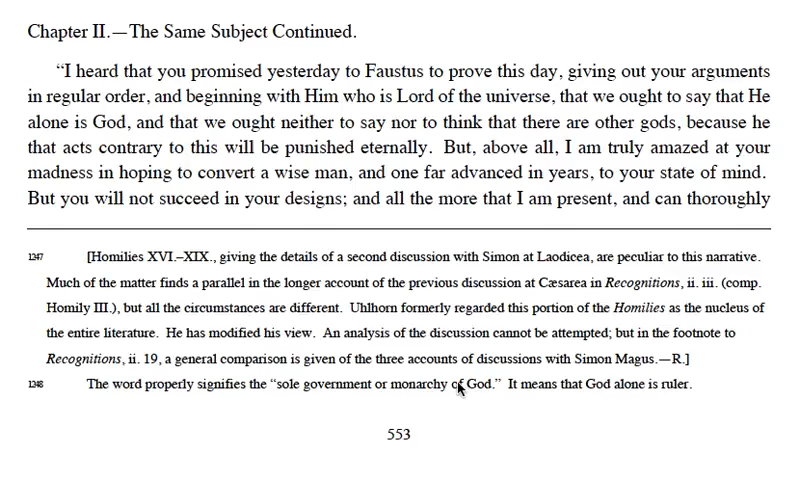 Chapter II.—The Same Subject Continued.
“I heard that you promised yesterday to Faustus to prove this day, giving out your arguments
in regular order, and beginning with Him who is Lord of the universe, that we ought to say that He
alone is God, and that we ought neither to say nor to think that there are other gods, because he
that acts contrary to this will be punished eternally. But, above all, I am truly amazed at your
madness in hoping to convert a wise man, and one far advanced in years, to your state of mind.
But you will not succeed in your designs; and all the more that I am present, and can thoroughly
1247 [Homilies XVI.–XIX., giving the details of a second discussion with Simon at Laodicea, are peculiar to this narrative.
Much of the matter finds a parallel in the longer account of the previous discussion at Cæsarea in Recognitions, ii. iii. (comp.
Homily III.), but all the circumstances are different. Uhlhorn formerly regarded this portion of the Homilies as the nucleus of
the entire literature. He has modified his view. An analysis of the discussion cannot be attempted; but in the footnote to
Recognitions, ii. 19, a general comparison is given of the three accounts of discussions with Simon Magus.—R.]
1248 The word properly signifies the “sole government or monarchy of God.” It means that God alone is ruler.
553